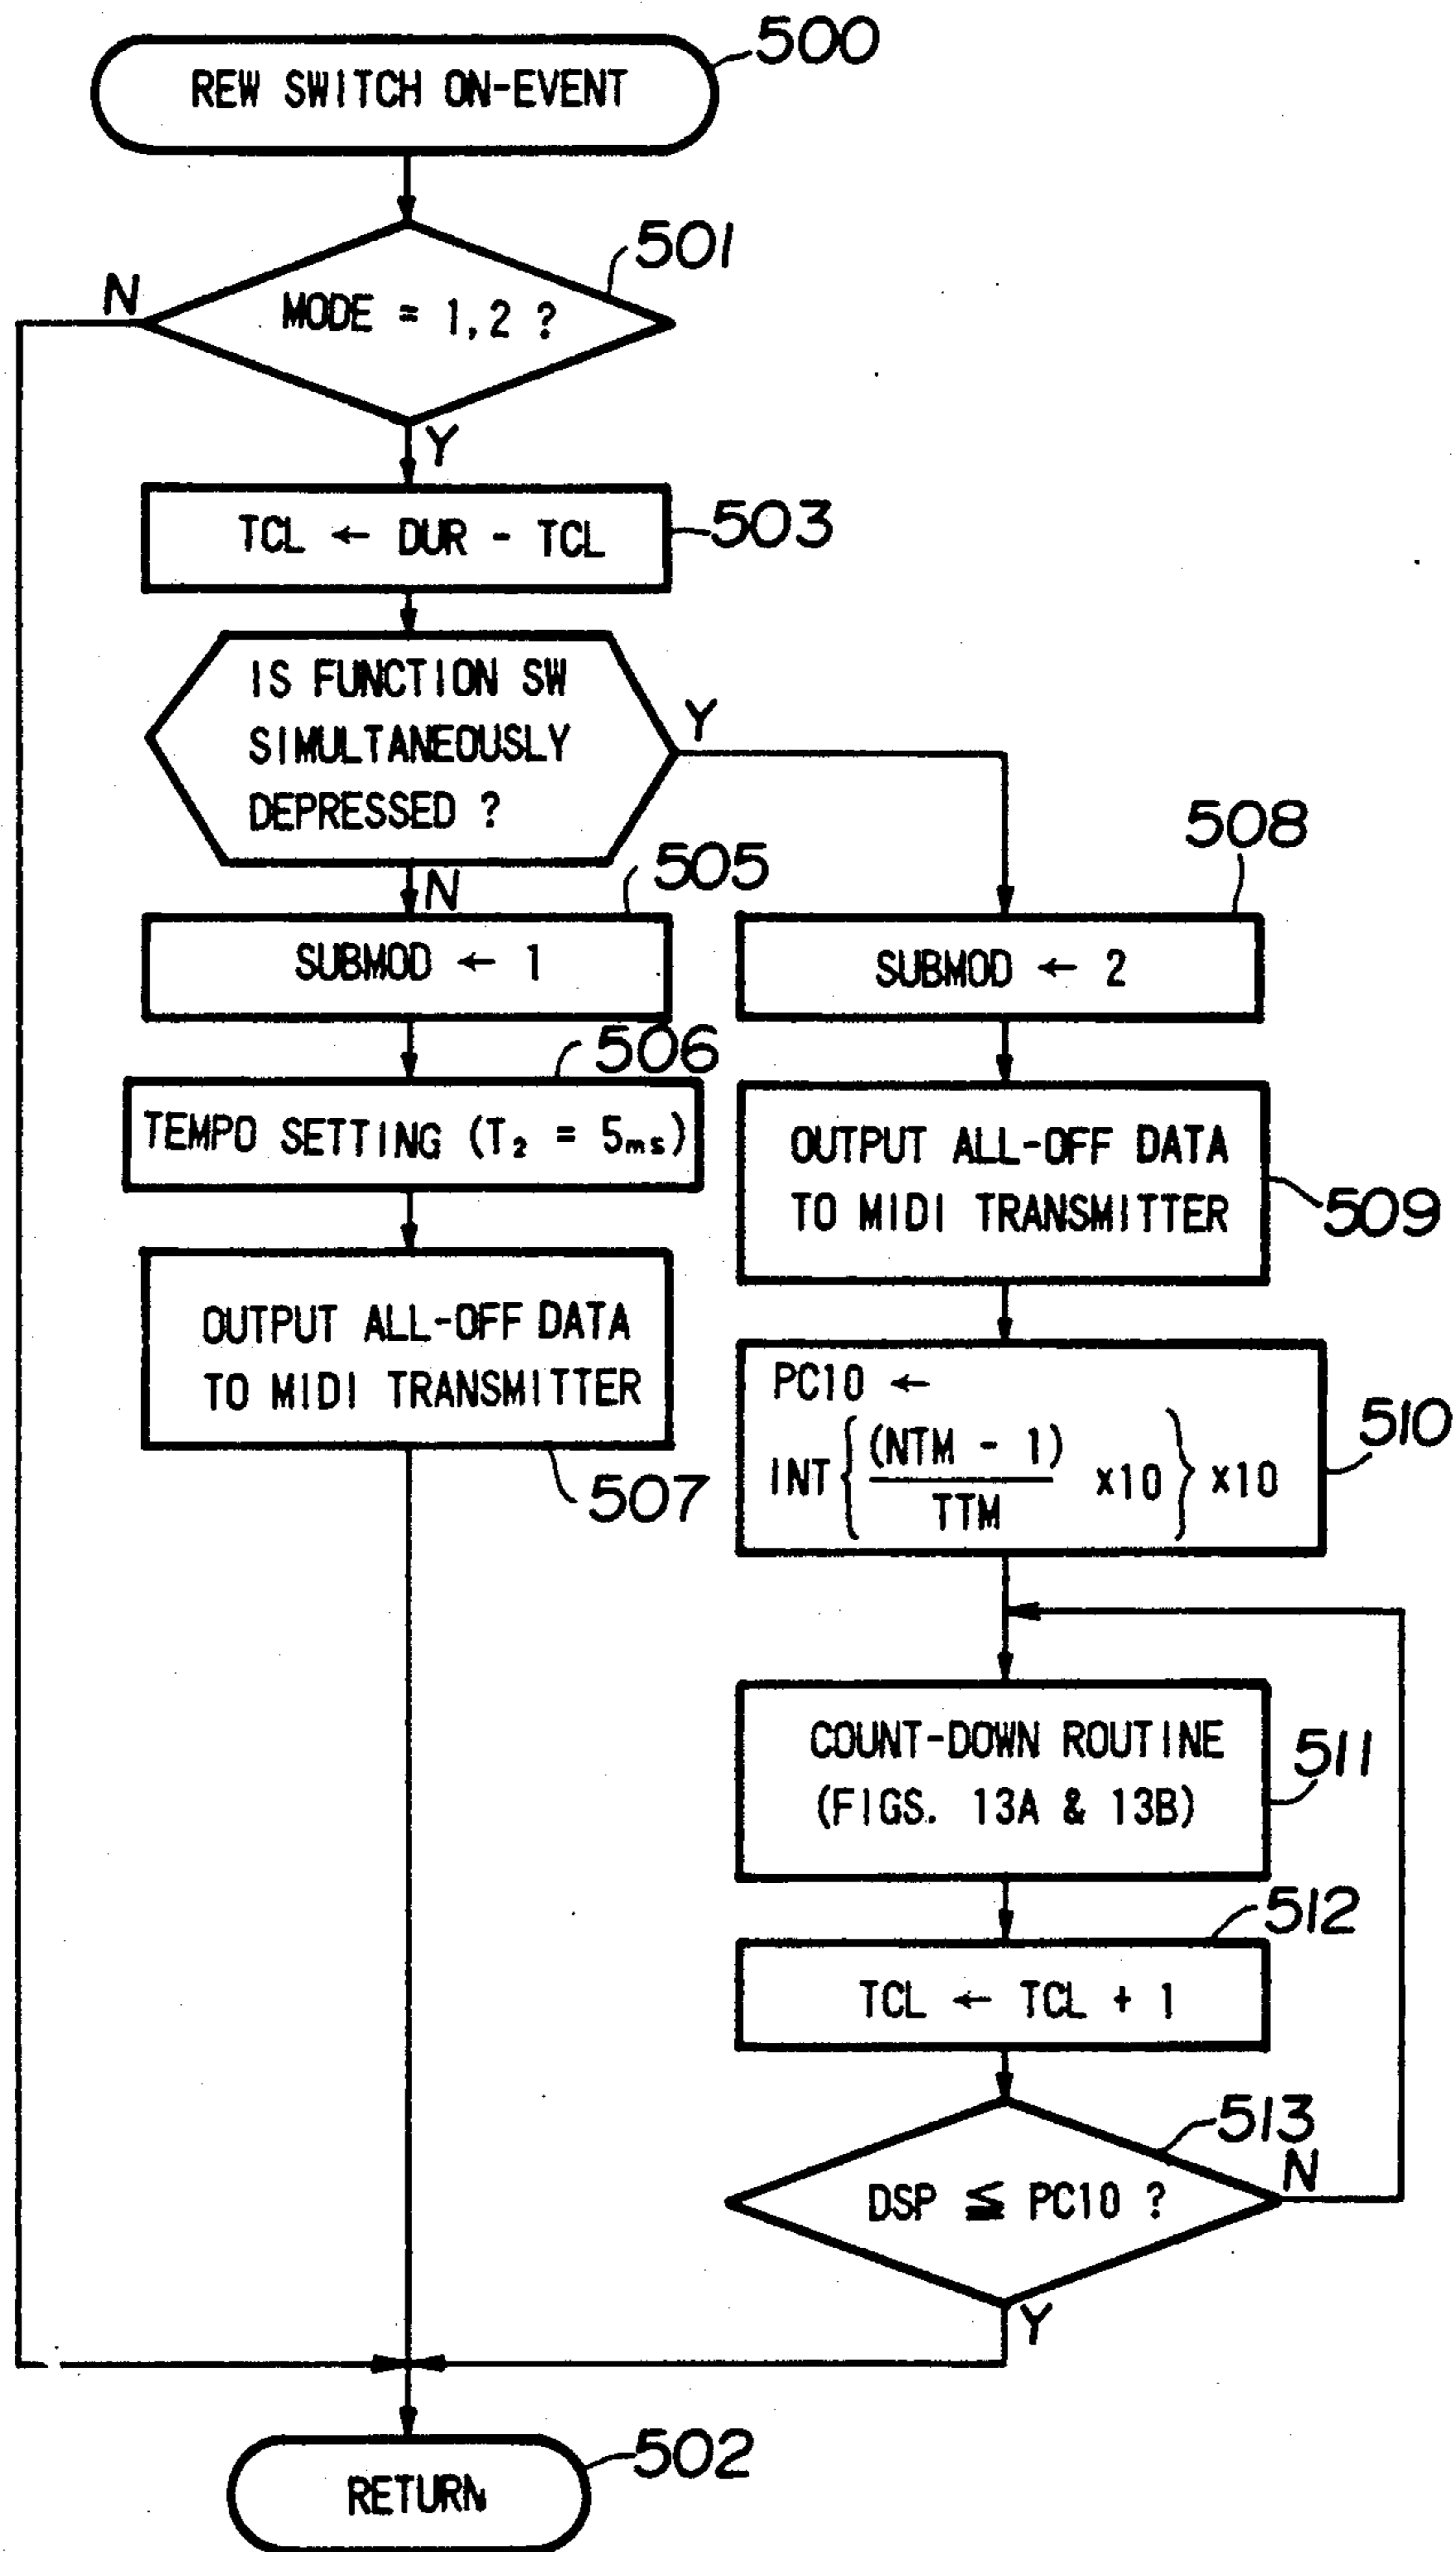 500
REW SWITCH ON-EVENT
501
N
MODE = 1,2 ?
Y
TCL ← DUR - TCL
503
IS FUNCTION SW
SIMULTANEOUSLY
DEPRESSED ?
Y
N
505
SUBMOD ← 1
506
TEMPO SETTING (T₂ = 5ms)
OUTPUT ALL-OFF DATA
TO MIDI TRANSMITTER
507
508
SUBMOD ← 2
OUTPUT ALL-OFF DATA
TO MIDI TRANSMITTER
509
PC10 ←
INT { (NTM - 1) / TTM ×10 } ×10
510
COUNT-DOWN ROUTINE
(FIGS. 13A & 13B)
511
512
TCL ← TCL + 1
513
DSP ≦ PC10 ?
N
Y
RETURN
502